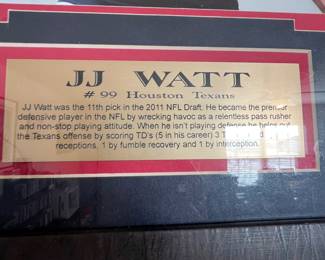 JJ WATT
# 99 Houston Texans
JJ Watt was the 11th pick in the 2011 NFL Draft. He became the premier
defensive player in the NFL by wrecking havoc as a relentless pass rusher
and non-stop playing attitude. When he isn't playing defense he helps out
the Texans offense by scoring TD's (5 in his career) 3
receptions, 1 by fumble recovery and 1 by interception.